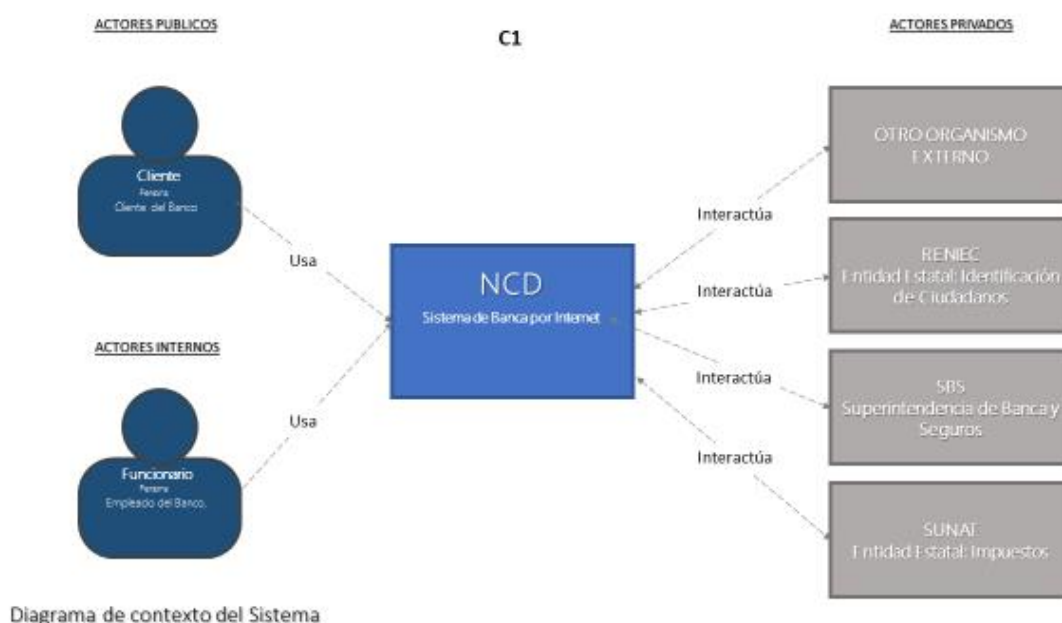 ACTORES PUBLICOS
C1
ACTORES PRIVADOS
Cliente
Persona
Cliente del Banco
Usa
ACTORES INTERNOS
Funcionario
Persona
Empleado del Banco.
Usa
NCD
Sistema de Banca por Internet
Interactúa
Interactúa
Interactúa
Interactúa
OTRO ORGANISMO
EXTERNO
RENIEC
Entidad Estatal: Identificación
de Ciudadanos
SBS
Superintendencia de Banca y
Seguros
SUNAT
Entidad Estatal: Impuestos
Diagrama de contexto del Sistema